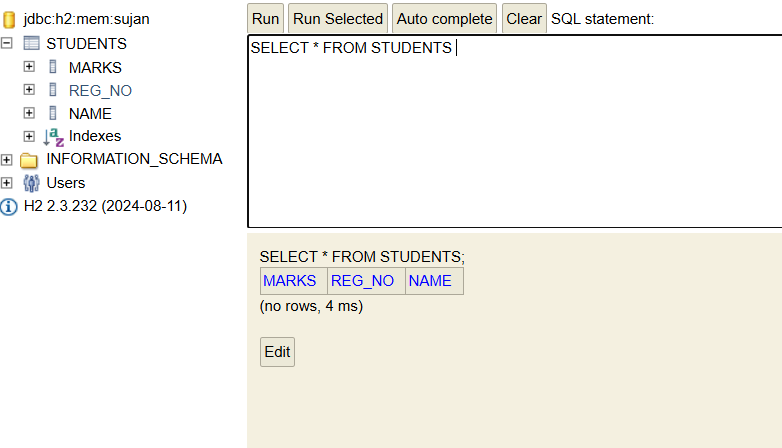 jdbc:h2:mem:sujan
STUDENTS
MARKS
REG_NO
NAME
Indexes
INFORMATION_SCHEMA
Users
H2 2.3.232 (2024-08-11)
Run Run Selected Auto complete Clear SQL statement:
SELECT * FROM STUDENTS
SELECT * FROM STUDENTS;
MARKS REG_NO NAME
(no rows, 4 ms)
Edit